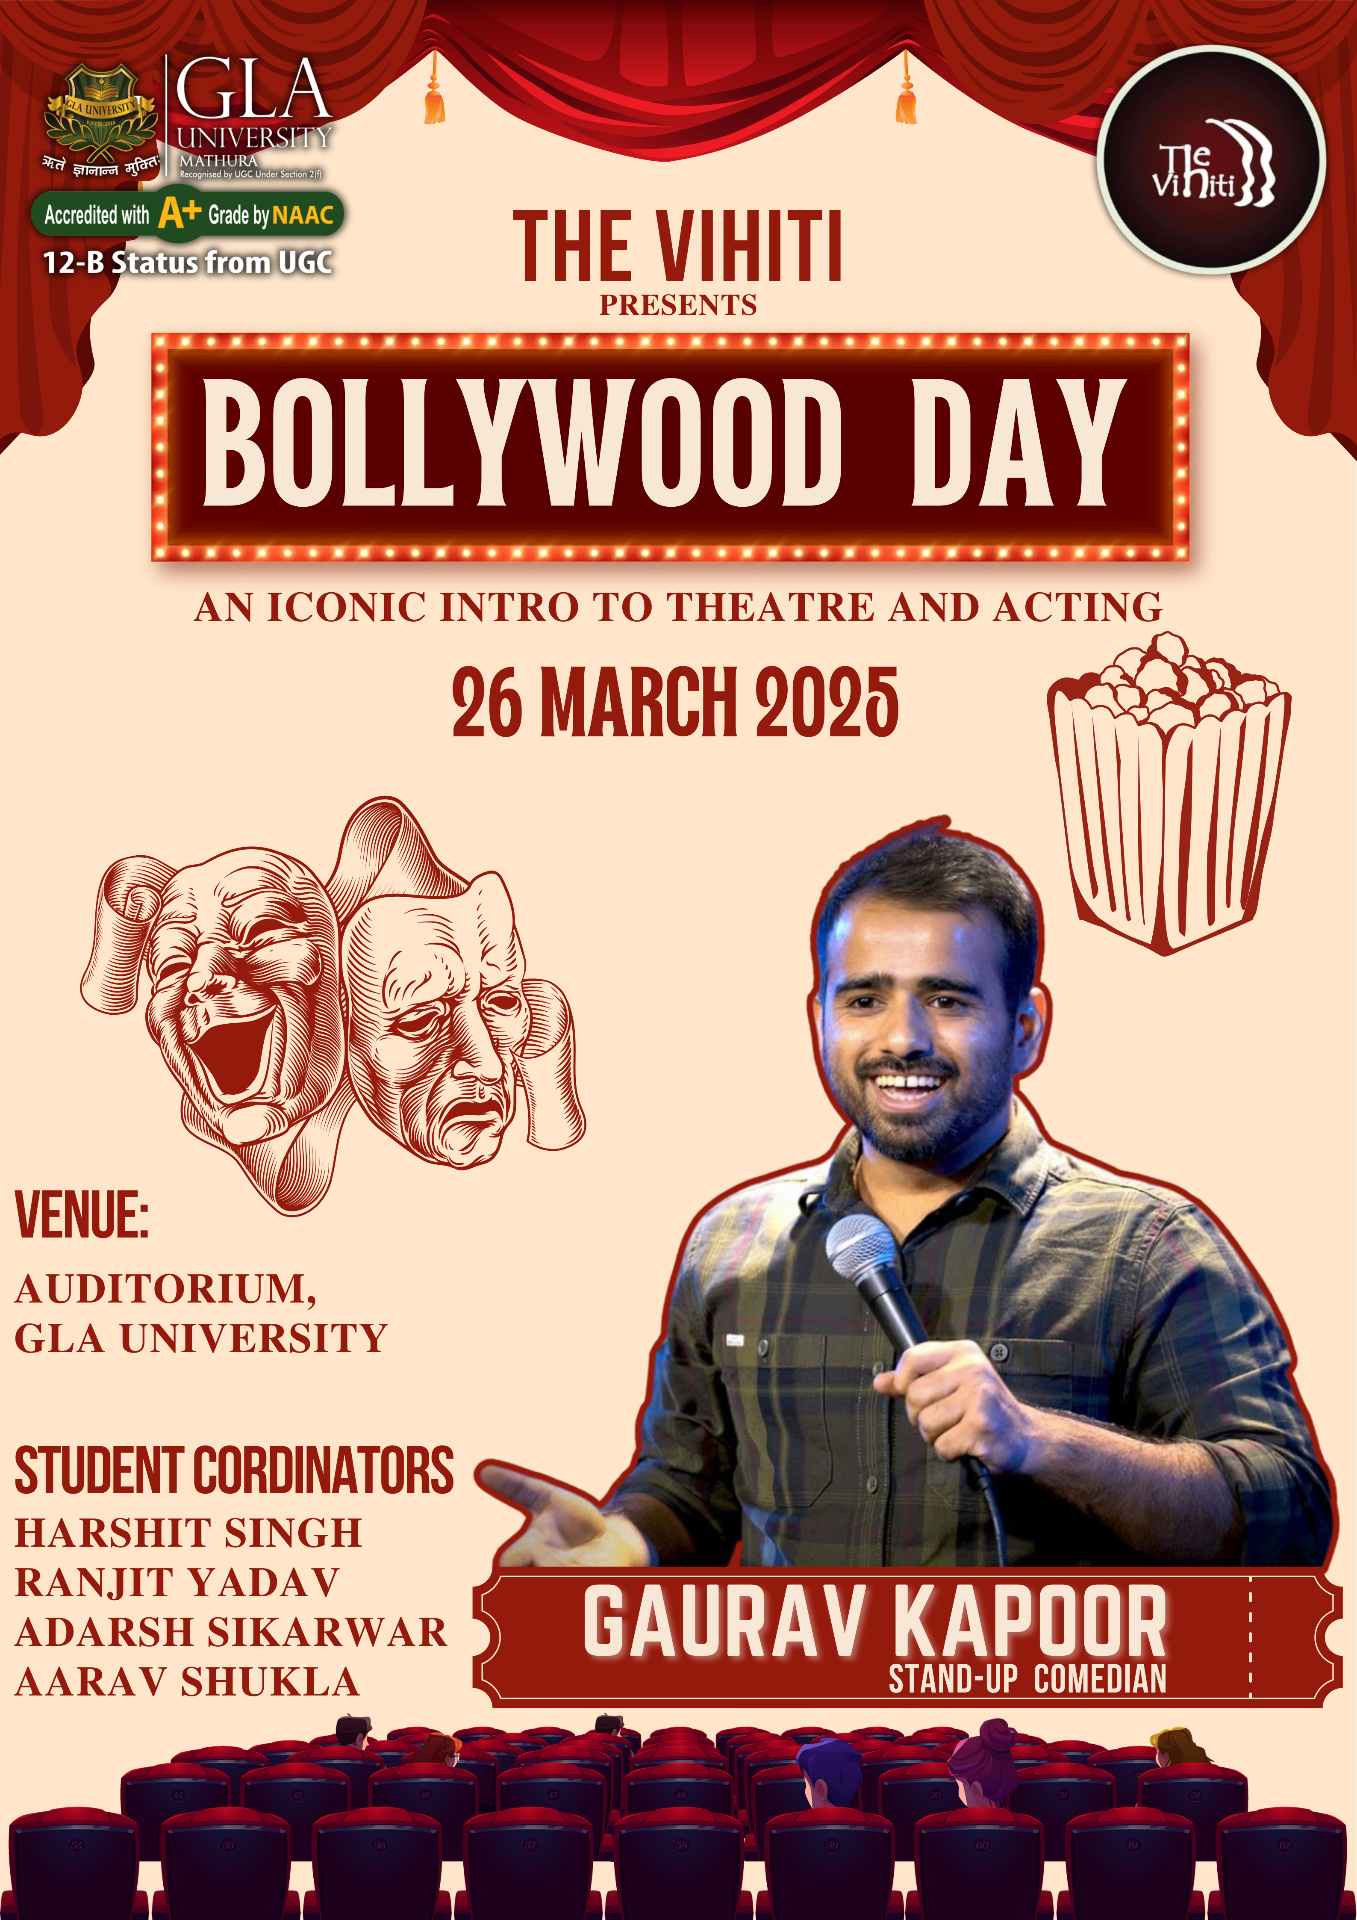 GLA UNIVERSITY
ऋते ज्ञानान्न मुक्तिः
GLA
UNIVERSITY
MATHURA
Recognised by UGC Under Section 2(f)
Accredited with A+ Grade by NAAC
12-B Status from UGC
The
Vihiti
THE VIHITI
PRESENTS
BOLLYWOOD DAY
AN ICONIC INTRO TO THEATRE AND ACTING
26 MARCH 2025
VENUE:
AUDITORIUM,
GLA UNIVERSITY
STUDENT CORDINATORS
HARSHIT SINGH
RANJIT YADAV
ADARSH SIKARWAR
AARAV SHUKLA
GAURAV KAPOOR
STAND-UP COMEDIAN